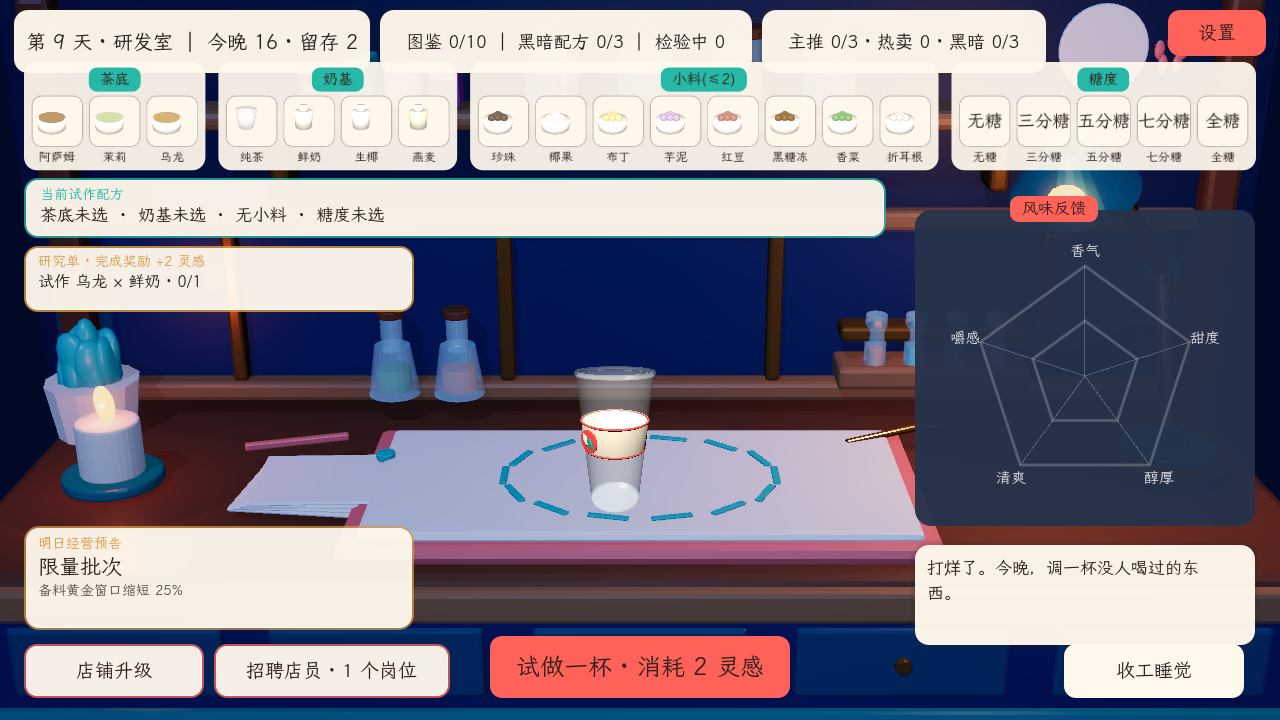 第 9 天·研发室 | 今晚 16·留存 2
图鉴 0/10 | 黑暗配方 0/3 | 检验中 0
主推 0/3·热卖 0·黑暗 0/3
设置
茶底
奶基
小料(≤2)
糖度
无糖
三分糖
五分糖
七分糖
全糖
阿萨姆
茉莉
乌龙
纯茶
鲜奶
生椰
燕麦
珍珠
椰果
布丁
芋泥
红豆
黑糖冻
香菜
折耳根
无糖
三分糖
五分糖
七分糖
全糖
当前试作配方
茶底未选 · 奶基未选 · 无小料 · 糖度未选
风味反馈
研究单·完成奖励 +2 灵感
试作 乌龙 × 鲜奶·0/1
香气
嚼感
甜度
清爽
醇厚
明日经营预告
限量批次
备料黄金窗口缩短 25%
打烊了。今晚，调一杯没人喝过的东
西。
店铺升级
招聘店员·1 个岗位
试做一杯·消耗 2 灵感
收工睡觉